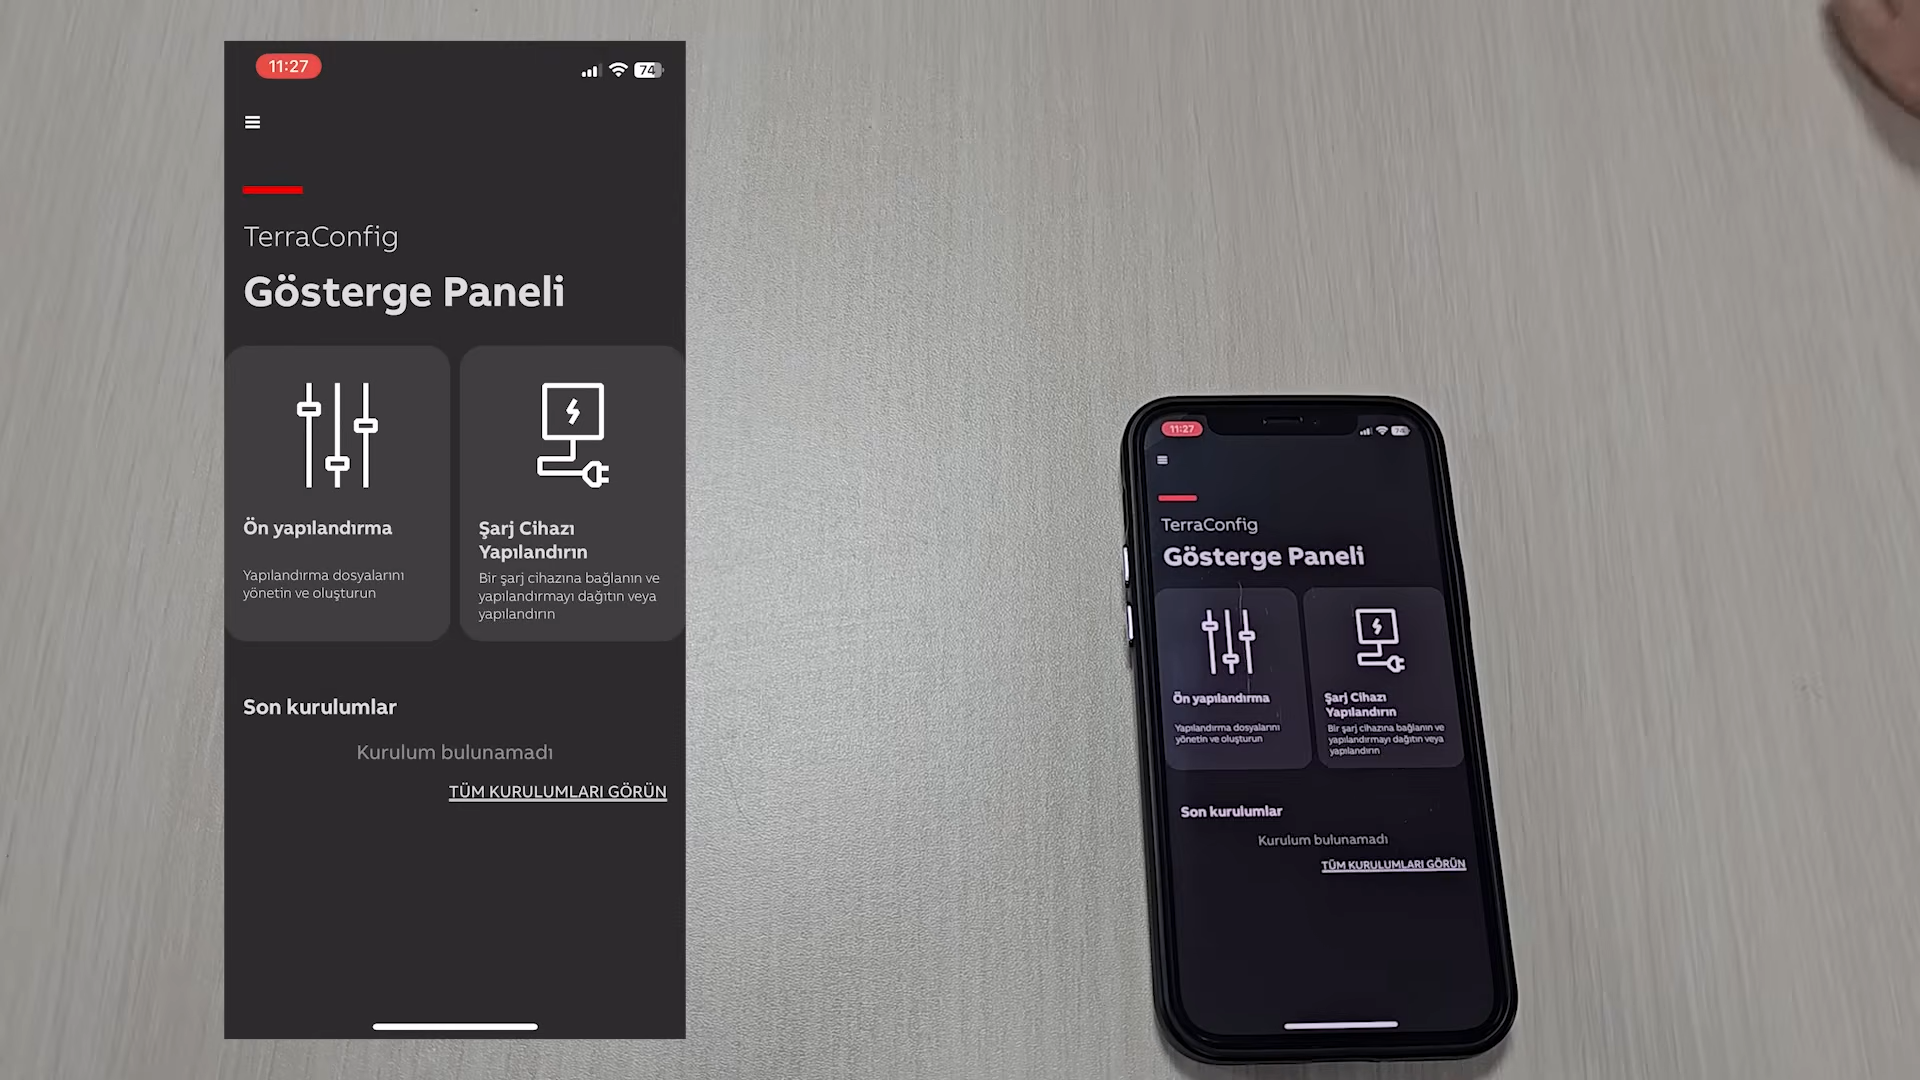 11:27
74
TerraConfig
Gösterge Paneli
Ön yapılandırma
Yapılandırma dosyalarını
yönetin ve oluşturun
Şarj Cihazı
Yapılandırın
Bir şarj cihazına bağlanın ve
yapılandırmayı dağıtın veya
yapılandırın
Son kurulumlar
Kurulum bulunamadı
TÜM KURULUMLARI GÖRÜN
11:27
74
TerraConfig
Gösterge Paneli
Ön yapılandırma
Yapılandırma dosyalarını
yönetin ve oluşturun
Şarj Cihazı
Yapılandırın
Bir şarj cihazına bağlanın ve
yapılandırmayı dağıtın veya
yapılandırın
Son kurulumlar
Kurulum bulunamadı
TÜM KURULUMLARI GÖRÜN